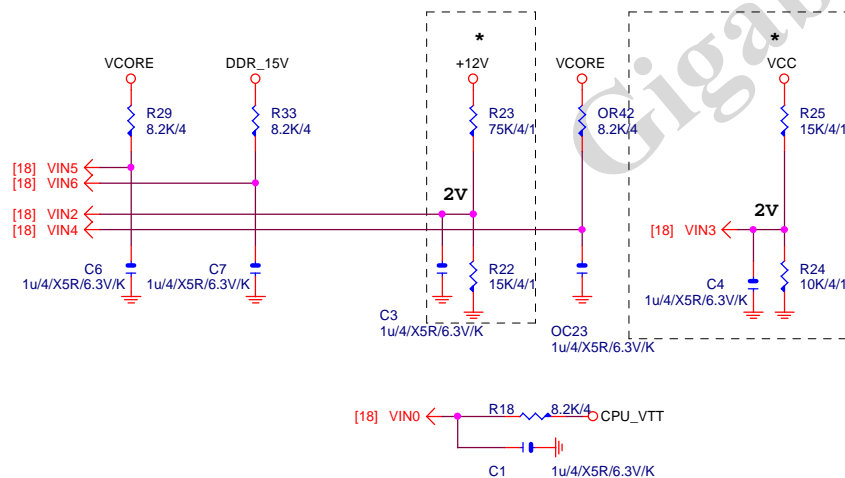 *
*
VCORE
DDR_15V
+12V
VCORE
VCC
R29
8.2K/4
R33
8.2K/4
R23
75K/4/1
OR42
8.2K/4
R25
15K/4/1
[18] VIN5
[18] VIN6
[18] VIN2
[18] VIN4
2V
2V
[18] VIN3
C6
1u/4/X5R/6.3V/K
C7
1u/4/X5R/6.3V/K
R22
15K/4/1
C3
1u/4/X5R/6.3V/K
OC23
1u/4/X5R/6.3V/K
C4
1u/4/X5R/6.3V/K
R24
10K/4/1
[18] VIN0
R18
8.2K/4
CPU_VTT
C1
1u/4/X5R/6.3V/K
Gigab